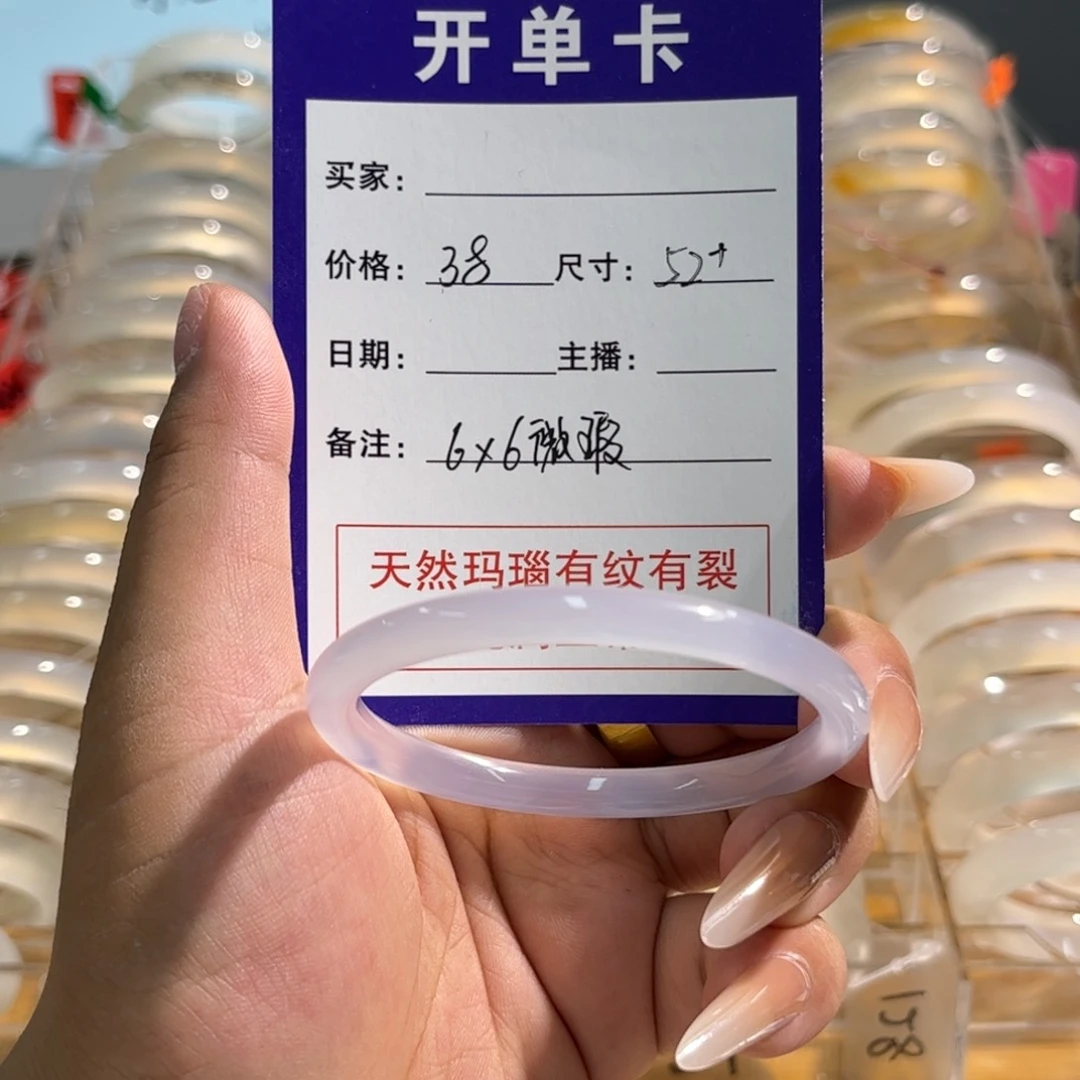 开单卡
买家：
价格：38 尺寸：52+
日期： 主播：
备注：6x6微瑕
天然玛瑙有纹有裂
158